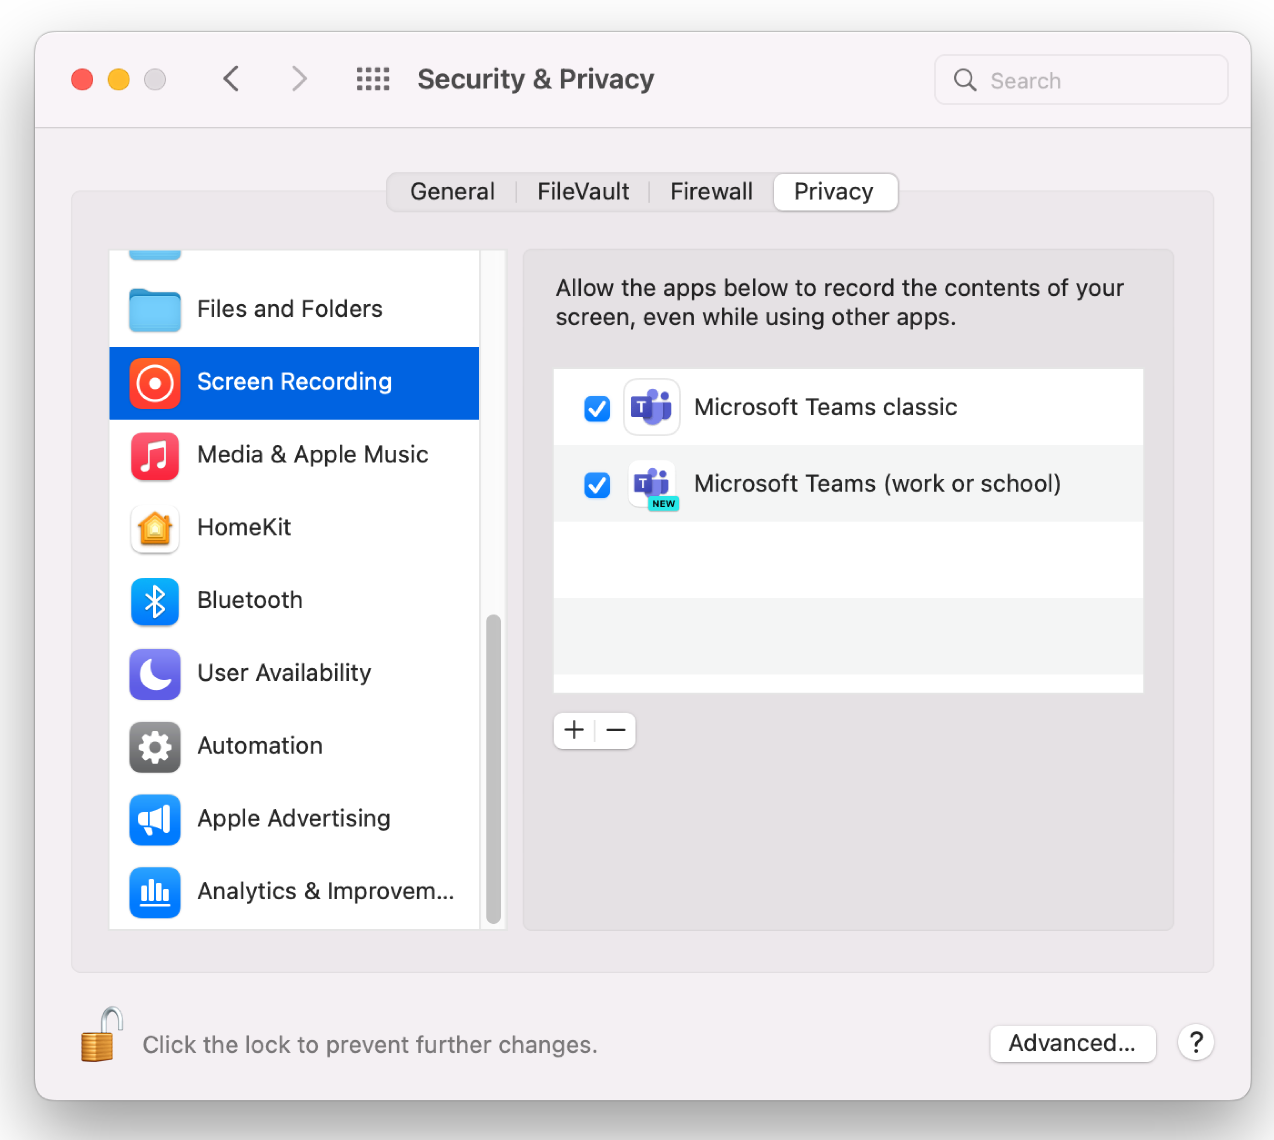 Security & Privacy
Search
General
FileVault
Firewall
Privacy
Files and Folders
Screen Recording
Media & Apple Music
HomeKit
Bluetooth
User Availability
Automation
Apple Advertising
Analytics & Improvem...
Allow the apps below to record the contents of your
screen, even while using other apps.
T
Microsoft Teams classic
T
NEW
Microsoft Teams (work or school)
Click the lock to prevent further changes.
Advanced...
?